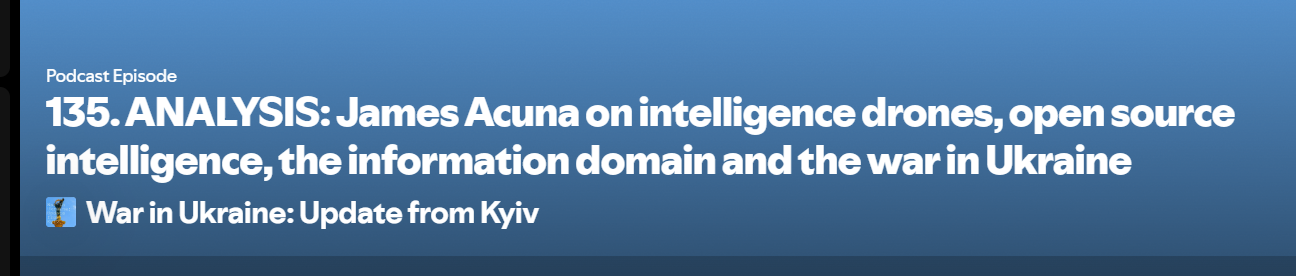 Podcast Episode
135. ANALYSIS: James Acuna on intelligence drones, open source
intelligence, the information domain and the war in Ukraine
War in Ukraine: Update from Kyiv